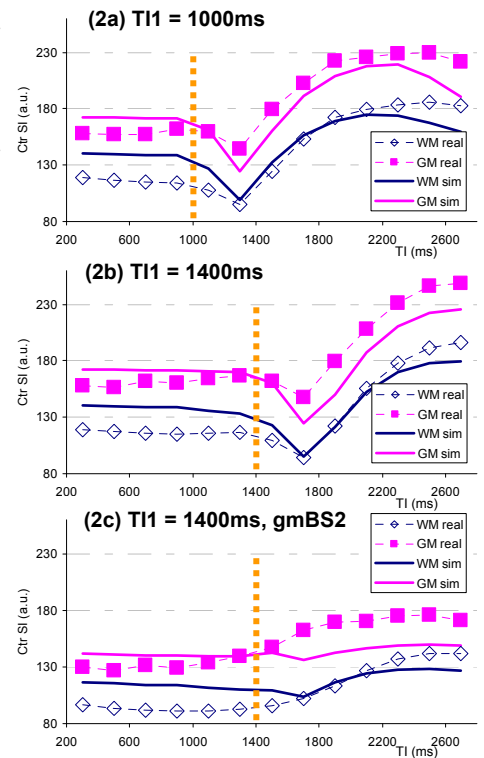 (2a) TI1 = 1000ms
Ctr SI (a.u.)
230
180
130
80
WM real
GM real
WM sim
GM sim
200 600 1000 1400 1800 2200 2600
TI (ms)
(2b) TI1 = 1400ms
Ctr SI (a.u.)
230
180
130
80
WM real
GM real
WM sim
GM sim
200 600 1000 1400 1800 2200 2600
TI (ms)
(2c) TI1 = 1400ms, gmBS2
Ctr SI (a.u.)
230
180
130
80
WM real
GM real
WM sim
GM sim
200 600 1000 1400 1800 2200 2600
TI (ms)